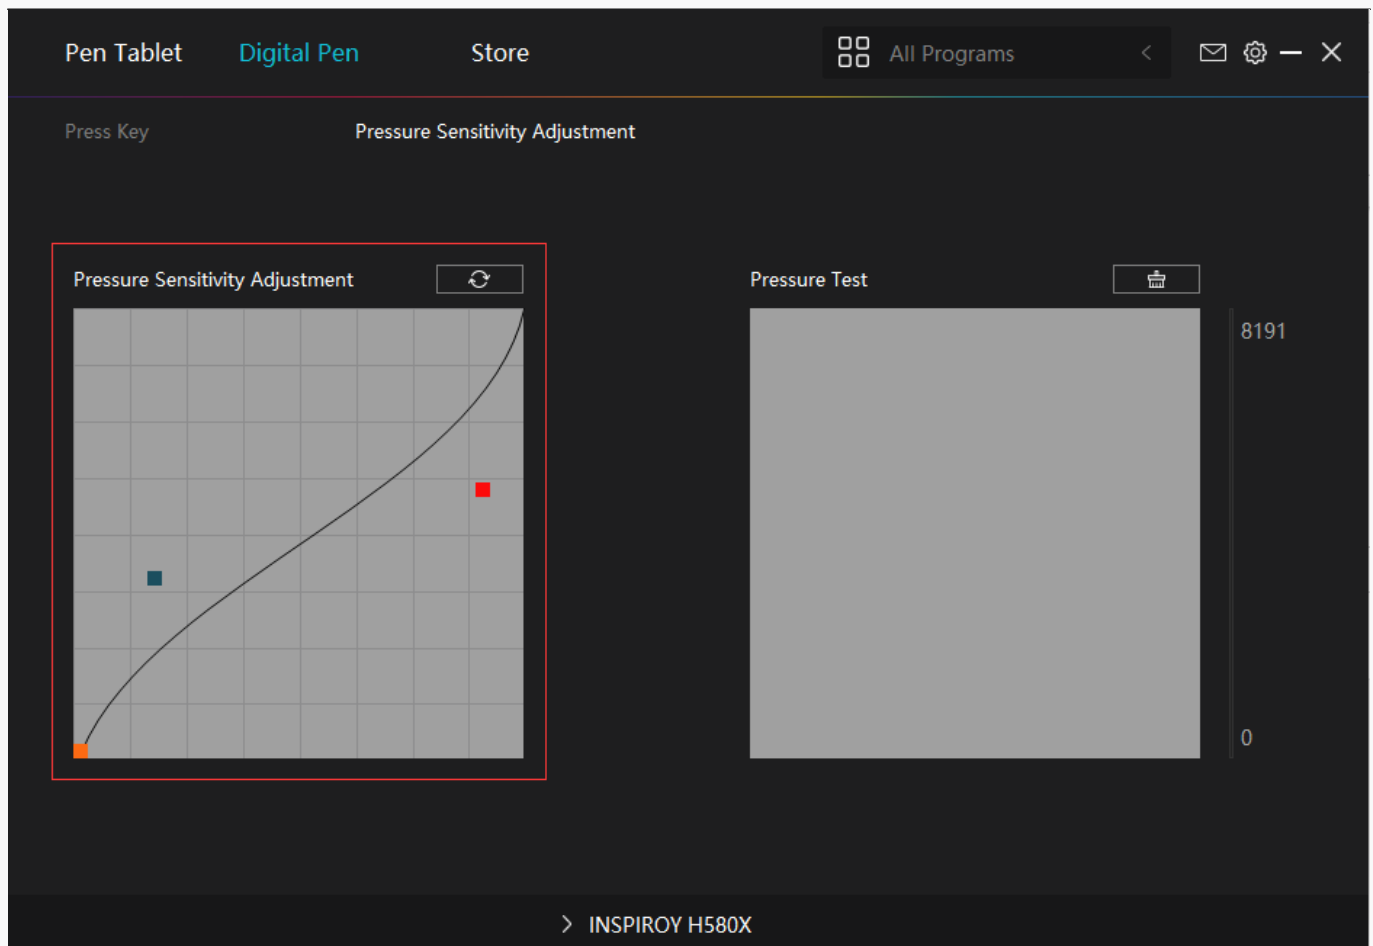 Pen Tablet Digital Pen Store All Programs
Press Key Pressure Sensitivity Adjustment
Pressure Sensitivity Adjustment
Pressure Test
8191
0
INSPIROY H580X